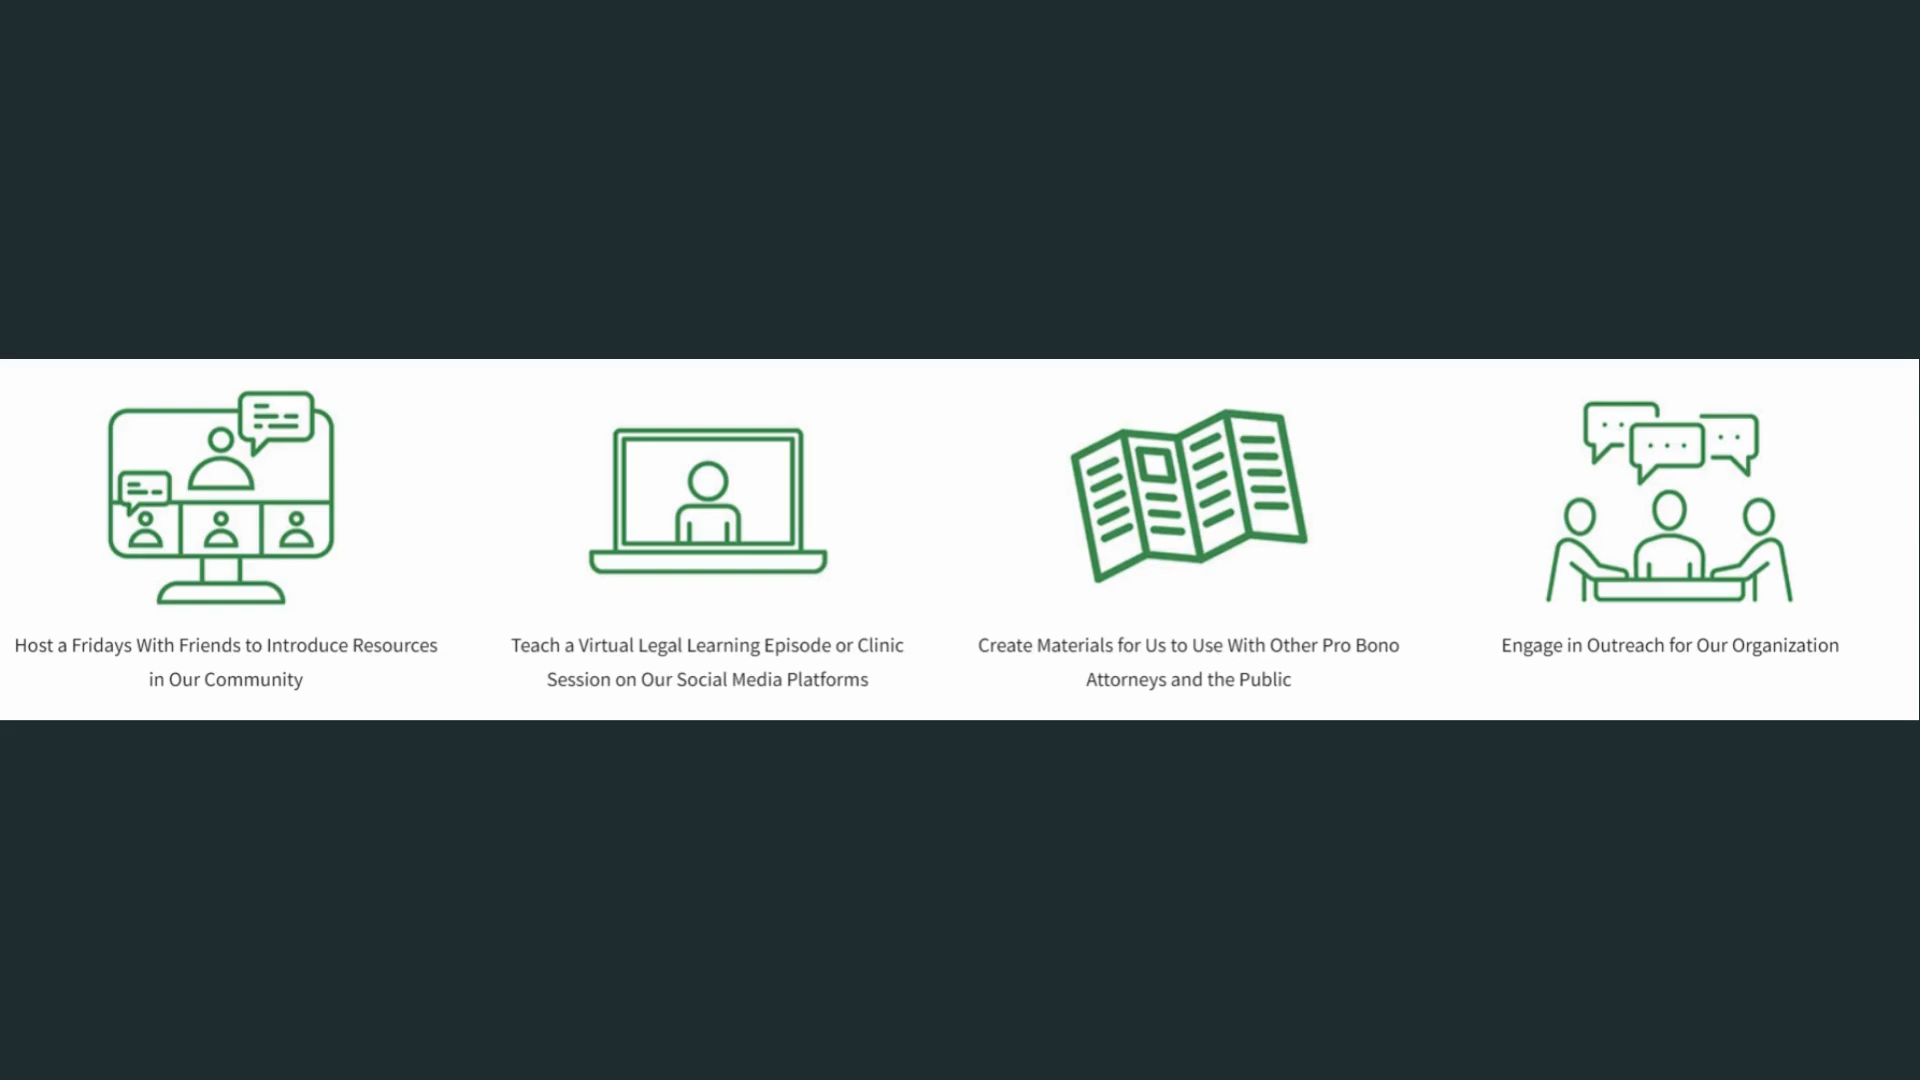 Host a Fridays With Friends to Introduce Resources
in Our Community
Teach a Virtual Legal Learning Episode or Clinic
Session on Our Social Media Platforms
Create Materials for Us to Use With Other Pro Bono
Attorneys and the Public
Engage in Outreach for Our Organization